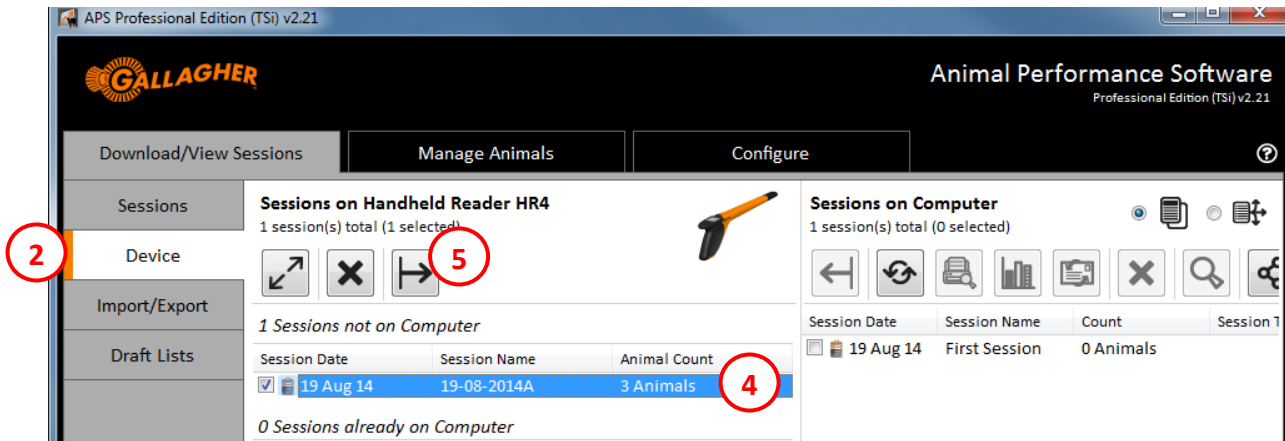 APS Professional Edition (TSi) v2.21
GALLAGHER
Animal Performance Software
Professional Edition (TSi) v2.21
Download/View Sessions
Manage Animals
Configure
?
Sessions
Device
Import/Export
Draft Lists
2
Sessions on Handheld Reader HR4
1 session(s) total (1 selected)
5
1 Sessions not on Computer
Session Date Session Name Animal Count
19 Aug 14 19-08-2014A 3 Animals
4
0 Sessions already on Computer
Sessions on Computer
1 session(s) total (0 selected)
Session Date Session Name Count Session T
19 Aug 14 First Session 0 Animals